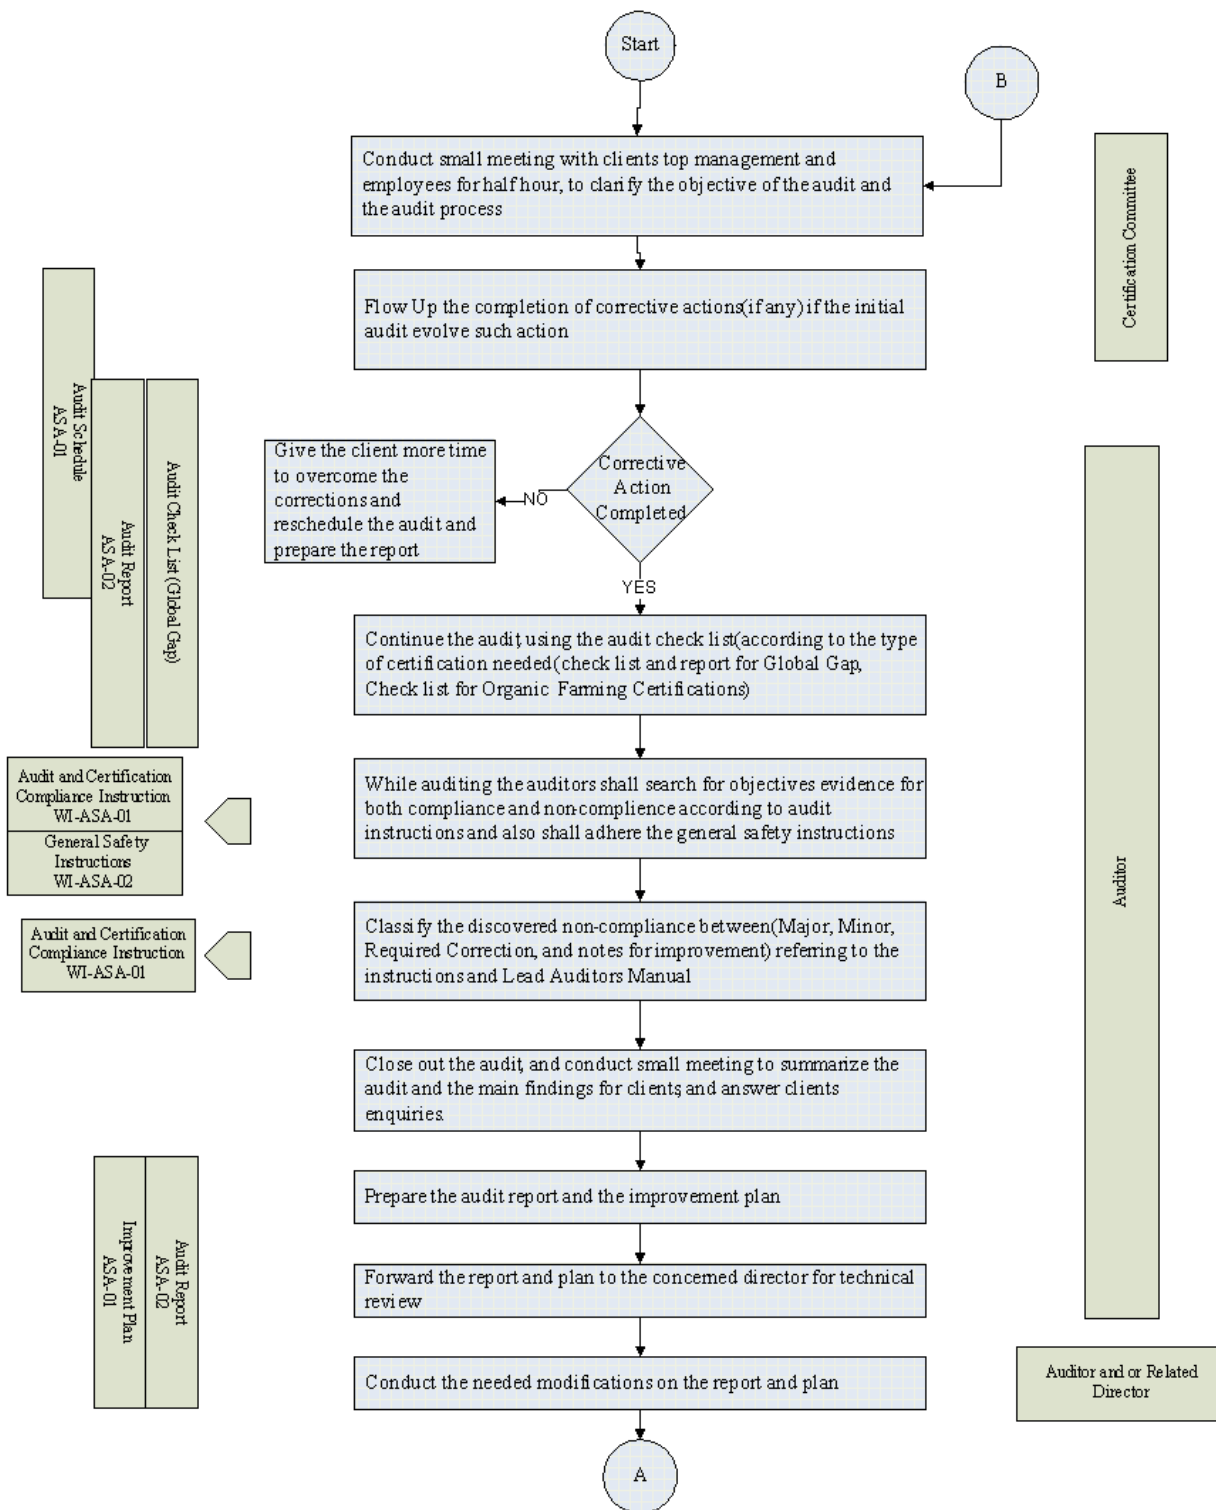 Start
B
Conduct small meeting with clients top management and
employees for half hour, to clarify the objective of the audit and
the audit process
Certification Committee
Flow Up the completion of corrective actions(if any) if the initial
audit evolve such action
Audit Schedule
ASA-01
Audit Report
ASA-02
Audit Check List (Global Gap)
Give the client more time
to overcome the
corrections and
reschedule the audit and
prepare the report
NO
Corrective
Action
Completed
YES
Continue the audit, using the audit check list(according to the type
of certification needed(check list and report for Global Gap,
Check list for Organic Farming Certifications)
Auditor
Audit and Certification
Compliance Instruction
WI-ASA-01
General Safety
Instructions
WI-ASA-02
While auditing the auditors shall search for objectives evidence for
both compliance and non-complience according to audit
instructions and also shall adhere the general safety instructions
Audit and Certification
Compliance Instruction
WI-ASA-01
Classify the discovered non-compliance between(Major, Minor,
Required Correction, and notes for improvement) referring to the
instructions and Lead Auditors Manual
Close out the audit, and conduct small meeting to summarize the
audit and the main findings for clients, and answer clients
enquiries.
Improvement Plan
ASA-01
Audit Report
ASA-02
Prepare the audit report and the improvement plan
Forward the report and plan to the concerned director for technical
review
Conduct the needed modifications on the report and plan
Auditor and or Related
Director
A